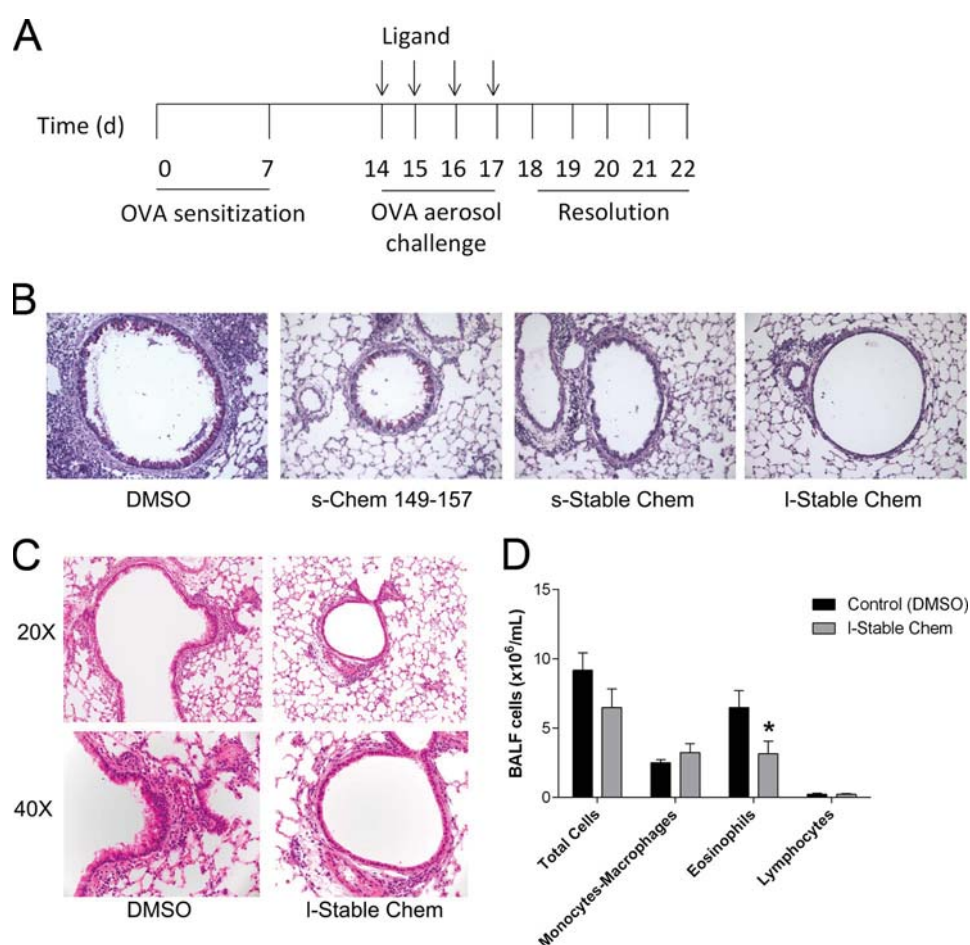 A
Ligand
Time (d)
0 7 14 15 16 17 18 19 20 21 22
OVA sensitization OVA aerosol challenge Resolution
B
DMSO s-Chem 149-157 s-Stable Chem l-Stable Chem
C
20X
40X
DMSO l-Stable Chem
D
BALF cells (x10⁶/mL)
15
10
5
0
Control (DMSO)
l-Stable Chem
*
Total Cells
Monocytes-Macrophages
Eosinophils
Lymphocytes